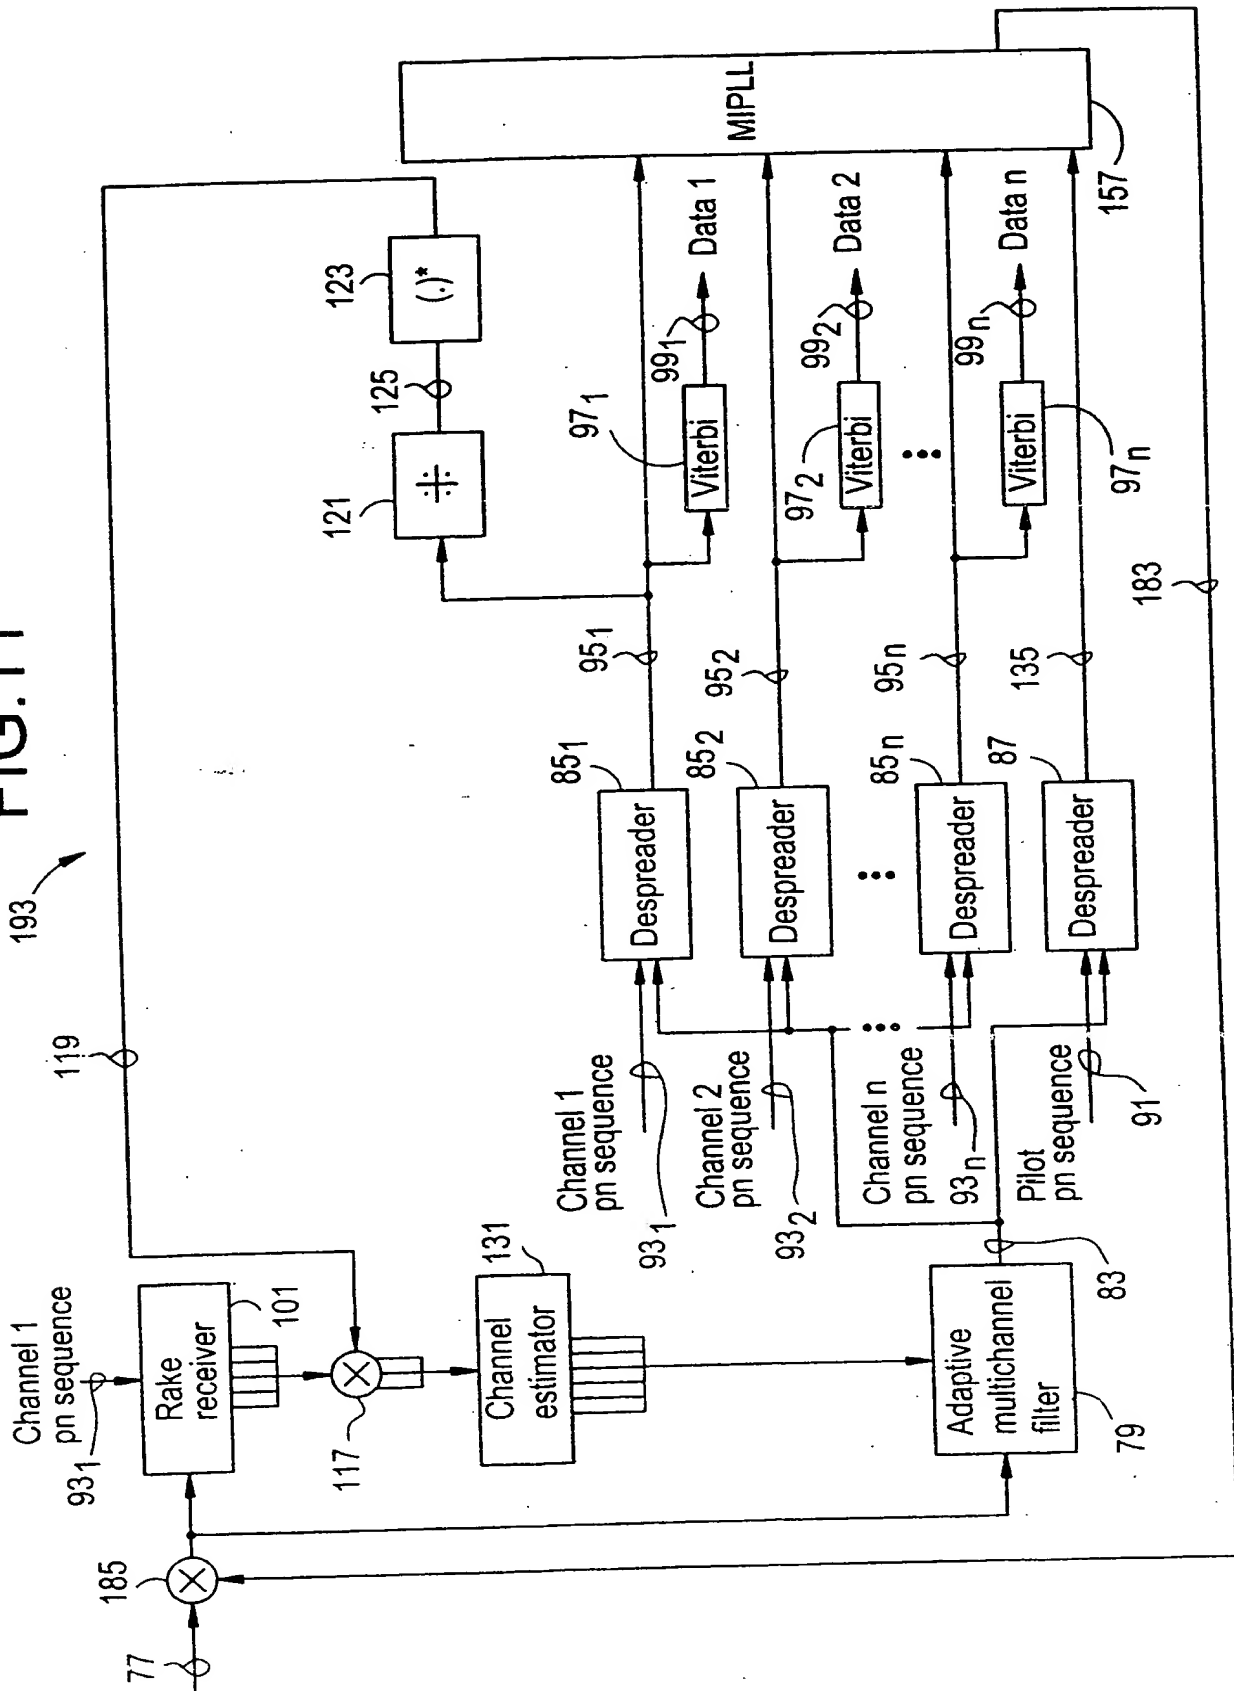 FIG. 11
193
119
121
125
123
(.)*
MIPLL
157
Channel 1
pn sequence
93₁
Rake
receiver
101
185
77
117
131
Channel
estimator
Adaptive
multichannel
filter
79
83
Channel 1
pn sequence
93₁
Despreader
85₁
95₁
97₁
Viterbi
99₁
Data 1
Channel 2
pn sequence
93₂
Despreader
85₂
95₂
97₂
Viterbi
99₂
Data 2
Channel n
pn sequence
93ₙ
Despreader
85ₙ
95ₙ
97ₙ
Viterbi
99ₙ
Data n
Pilot
pn sequence
91
Despreader
87
135
183